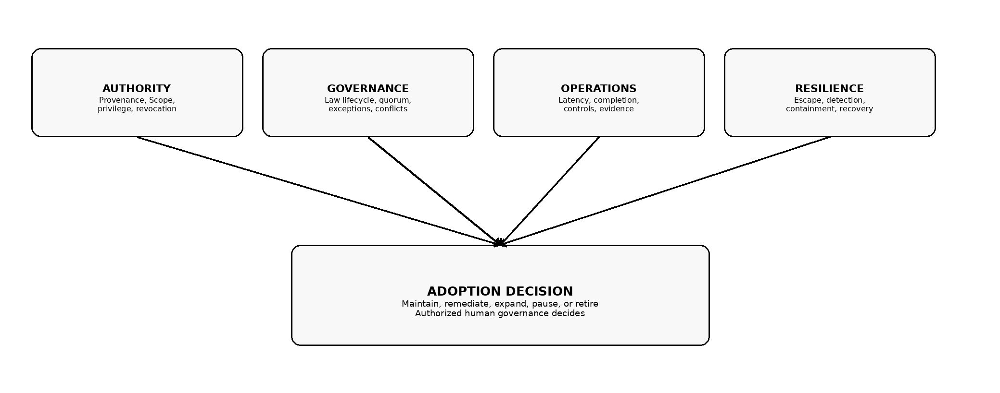 AUTHORITY
Provenance, Scope,
privilege, revocation
GOVERNANCE
Law lifecycle, quorum,
exceptions, conflicts
OPERATIONS
Latency, completion,
controls, evidence
RESILIENCE
Escape, detection,
containment, recovery
ADOPTION DECISION
Maintain, remediate, expand, pause, or retire
Authorized human governance decides